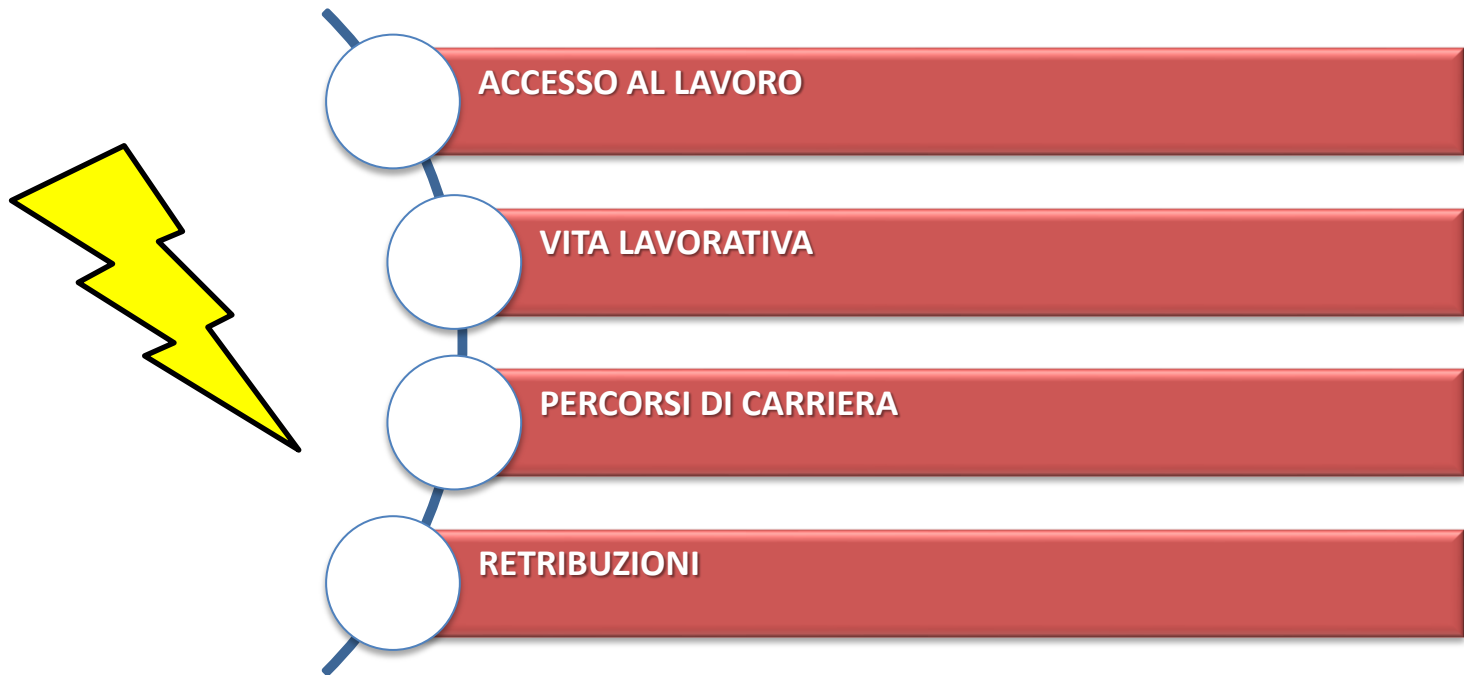 ACCESSO AL LAVORO
VITA LAVORATIVA
PERCORSI DI CARRIERA
RETRIBUZIONI